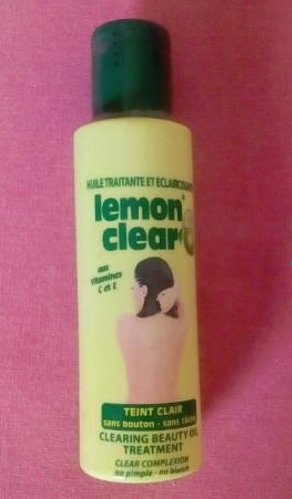 HUILE TRAITANTE ET ECLAIRCISSANTE
lemon
clear
aux
Vitamines
C et E
TEINT CLAIR
sans bouton - sans tâche
CLEARING BEAUTY OIL
TREATMENT
CLEAR COMPLEXION
no pimple - no blotch